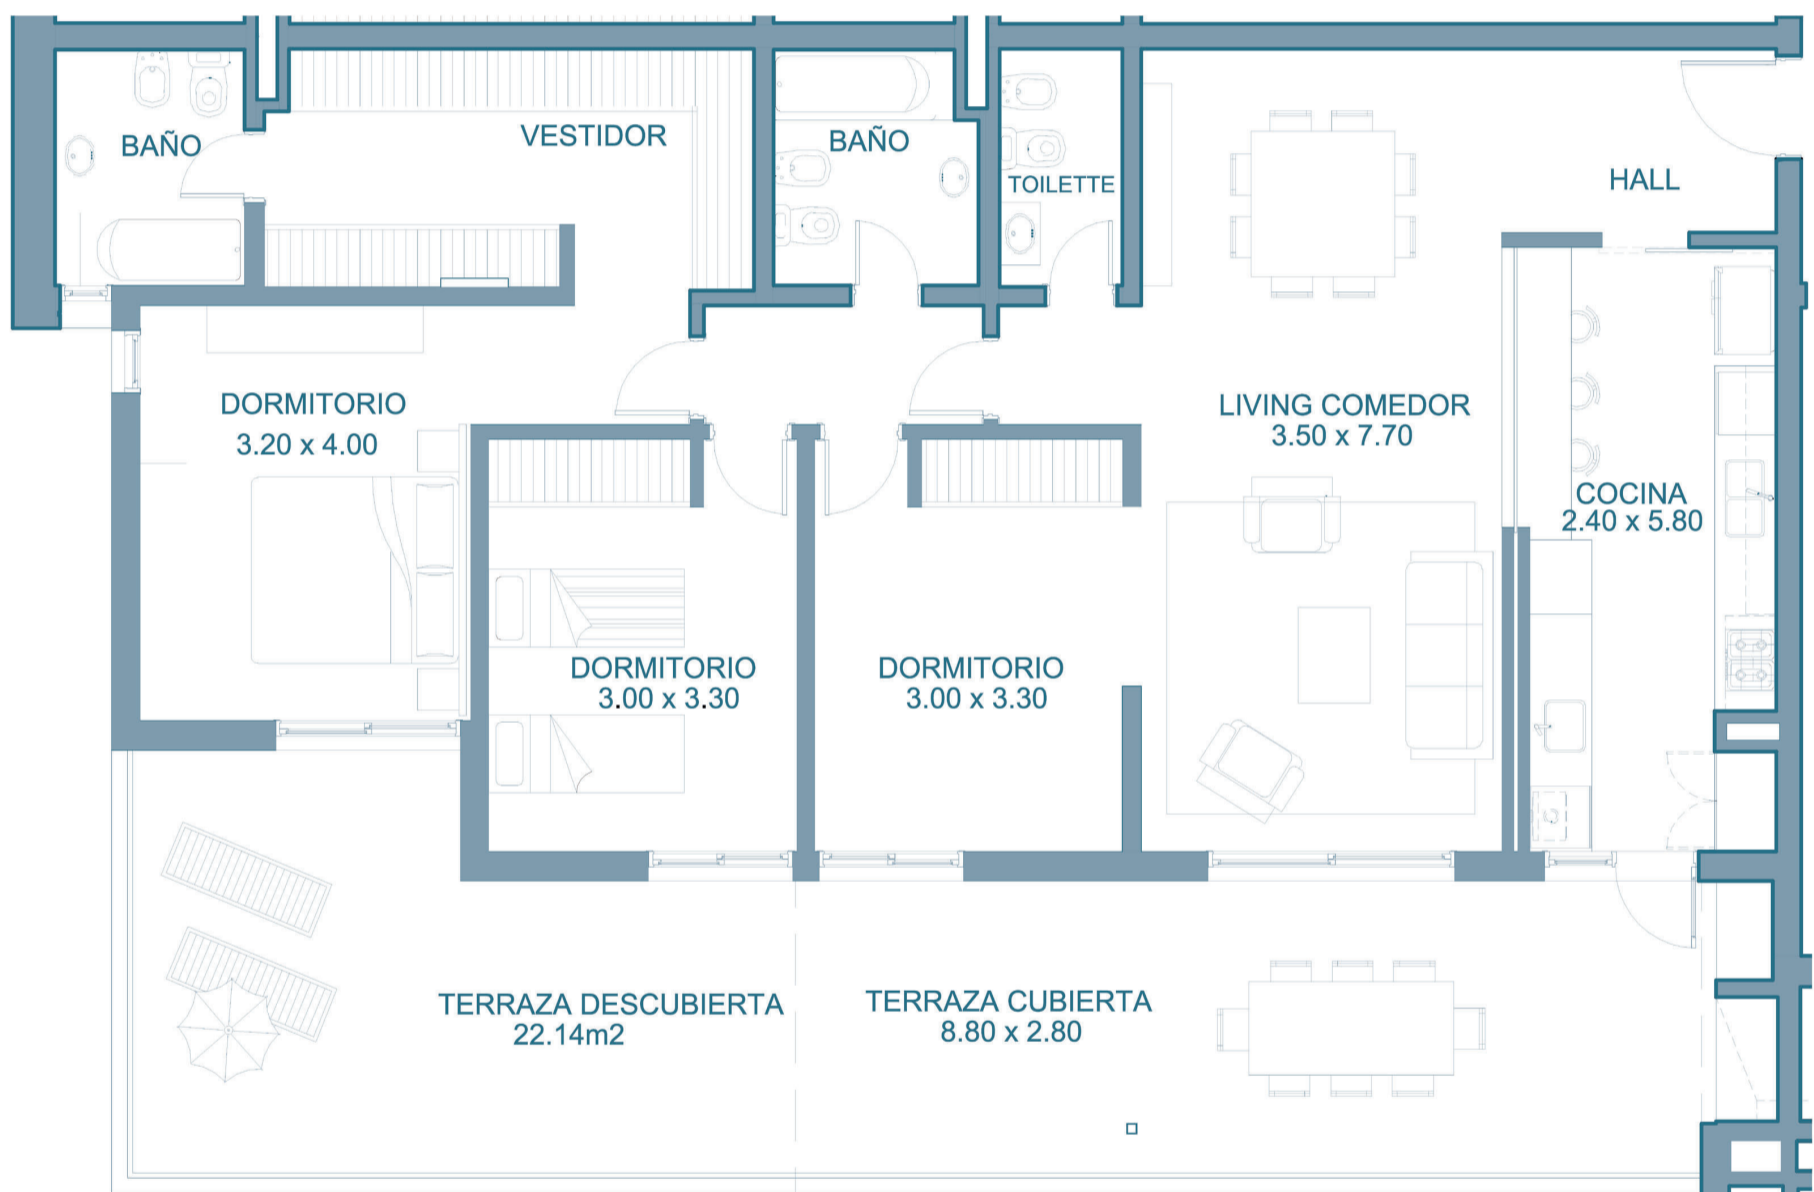 BAÑO
VESTIDOR
BAÑO
TOILETTE
HALL
DORMITORIO
3.20 x 4.00
LIVING COMEDOR
3.50 x 7.70
COCINA
2.40 x 5.80
DORMITORIO
3.00 x 3.30
DORMITORIO
3.00 x 3.30
TERRAZA DESCUBIERTA
22.14m2
TERRAZA CUBIERTA
8.80 x 2.80